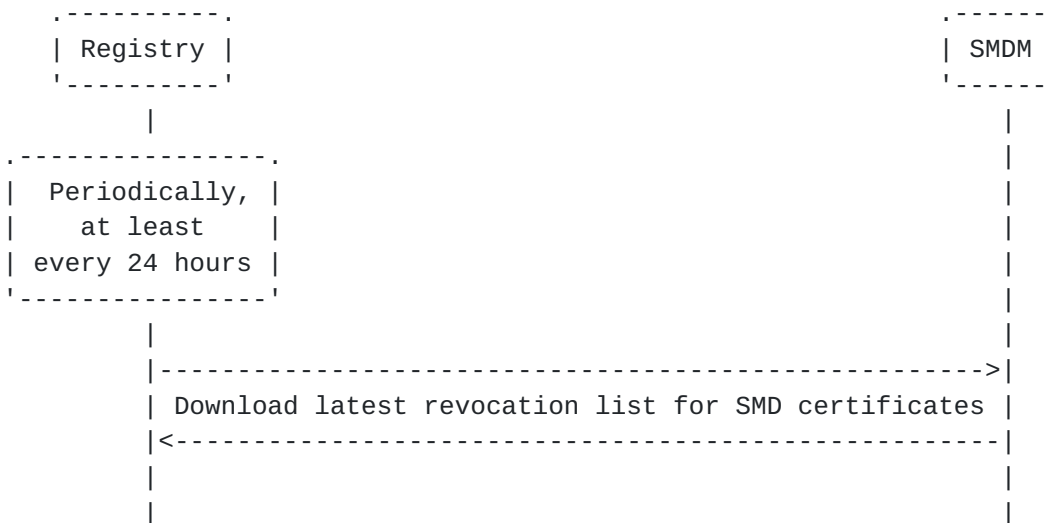 Registry
SMDM
Periodically,
at least
every 24 hours
Download latest revocation list for SMD certificates